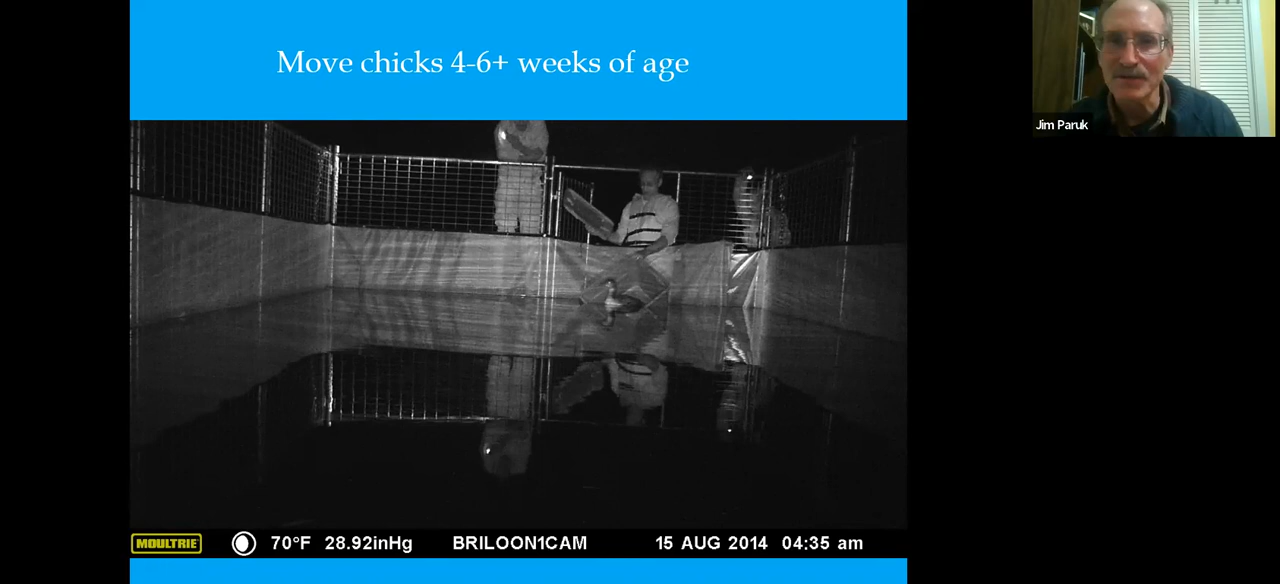 Move chicks 4-6+ weeks of age
Jim Paruk
MOULTRIE 70°F 28.92inHg BRILOON1CAM 15 AUG 2014 04:35 am